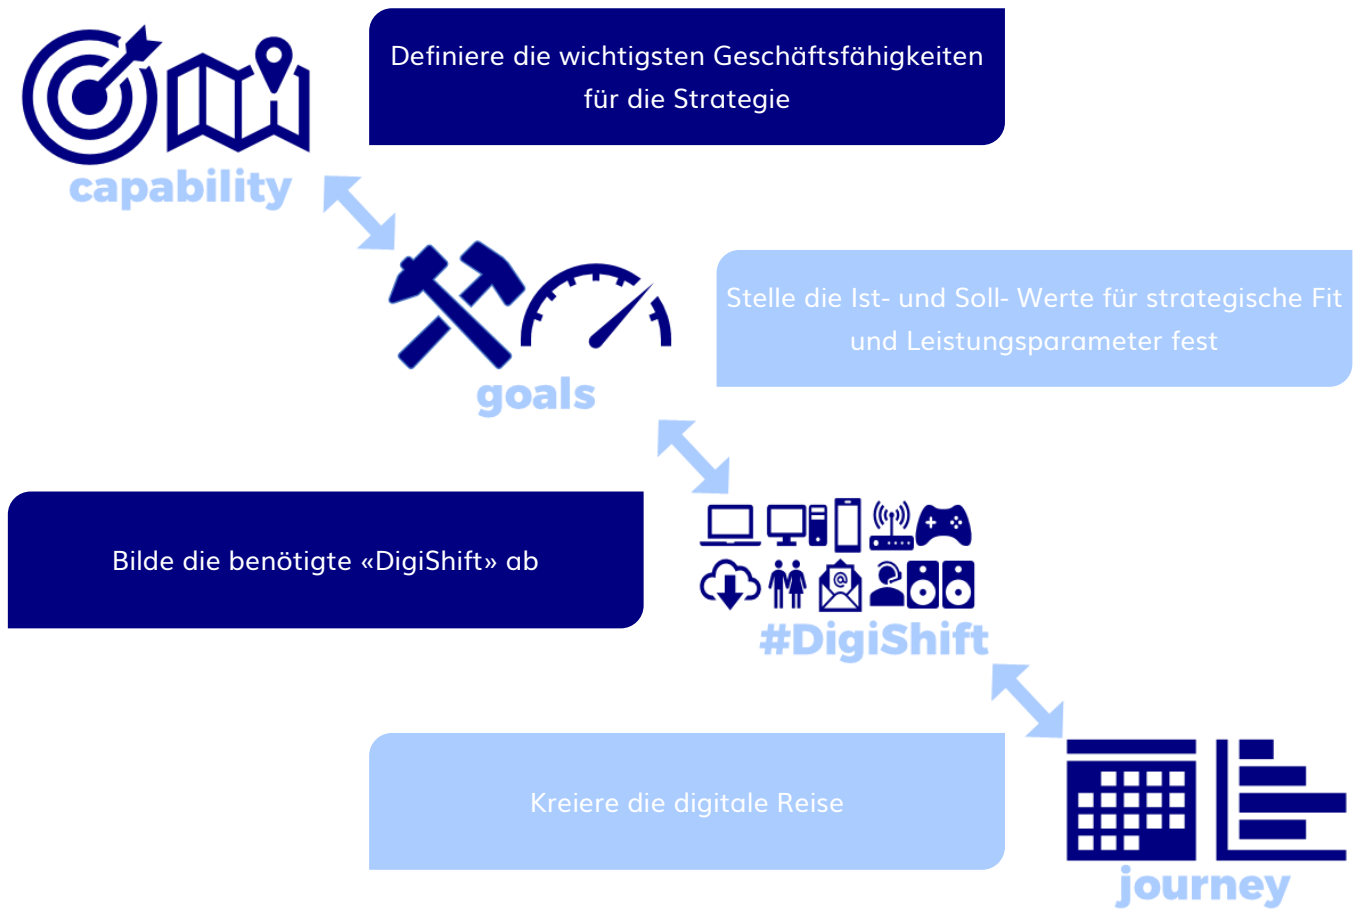 Definiere die wichtigsten Geschäftsfähigkeiten
für die Strategie
capability
Stelle die Ist- und Soll- Werte für strategische Fit
und Leistungsparameter fest
goals
Bilde die benötigte «DigiShift» ab
@
#DigiShift
Kreiere die digitale Reise
journey